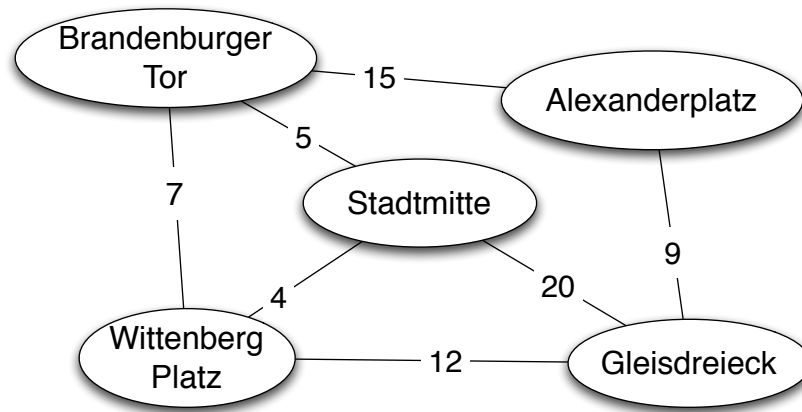 Brandenburger
Tor
15
Alexanderplatz
5
7
Stadtmitte
9
4
20
Wittenberg
Platz
12
Gleisdreieck